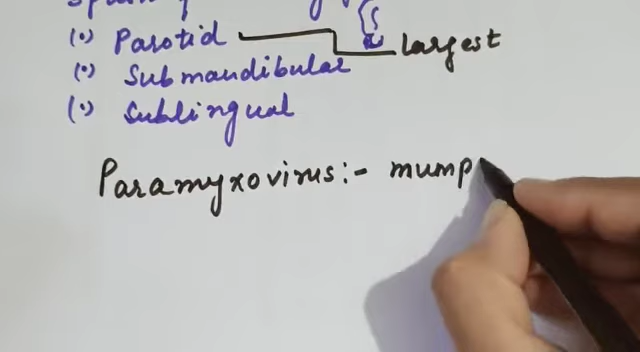 (•) Parotid largest
(•) Submandibular
(•) Sublingual
Paramyxovirus:- mump